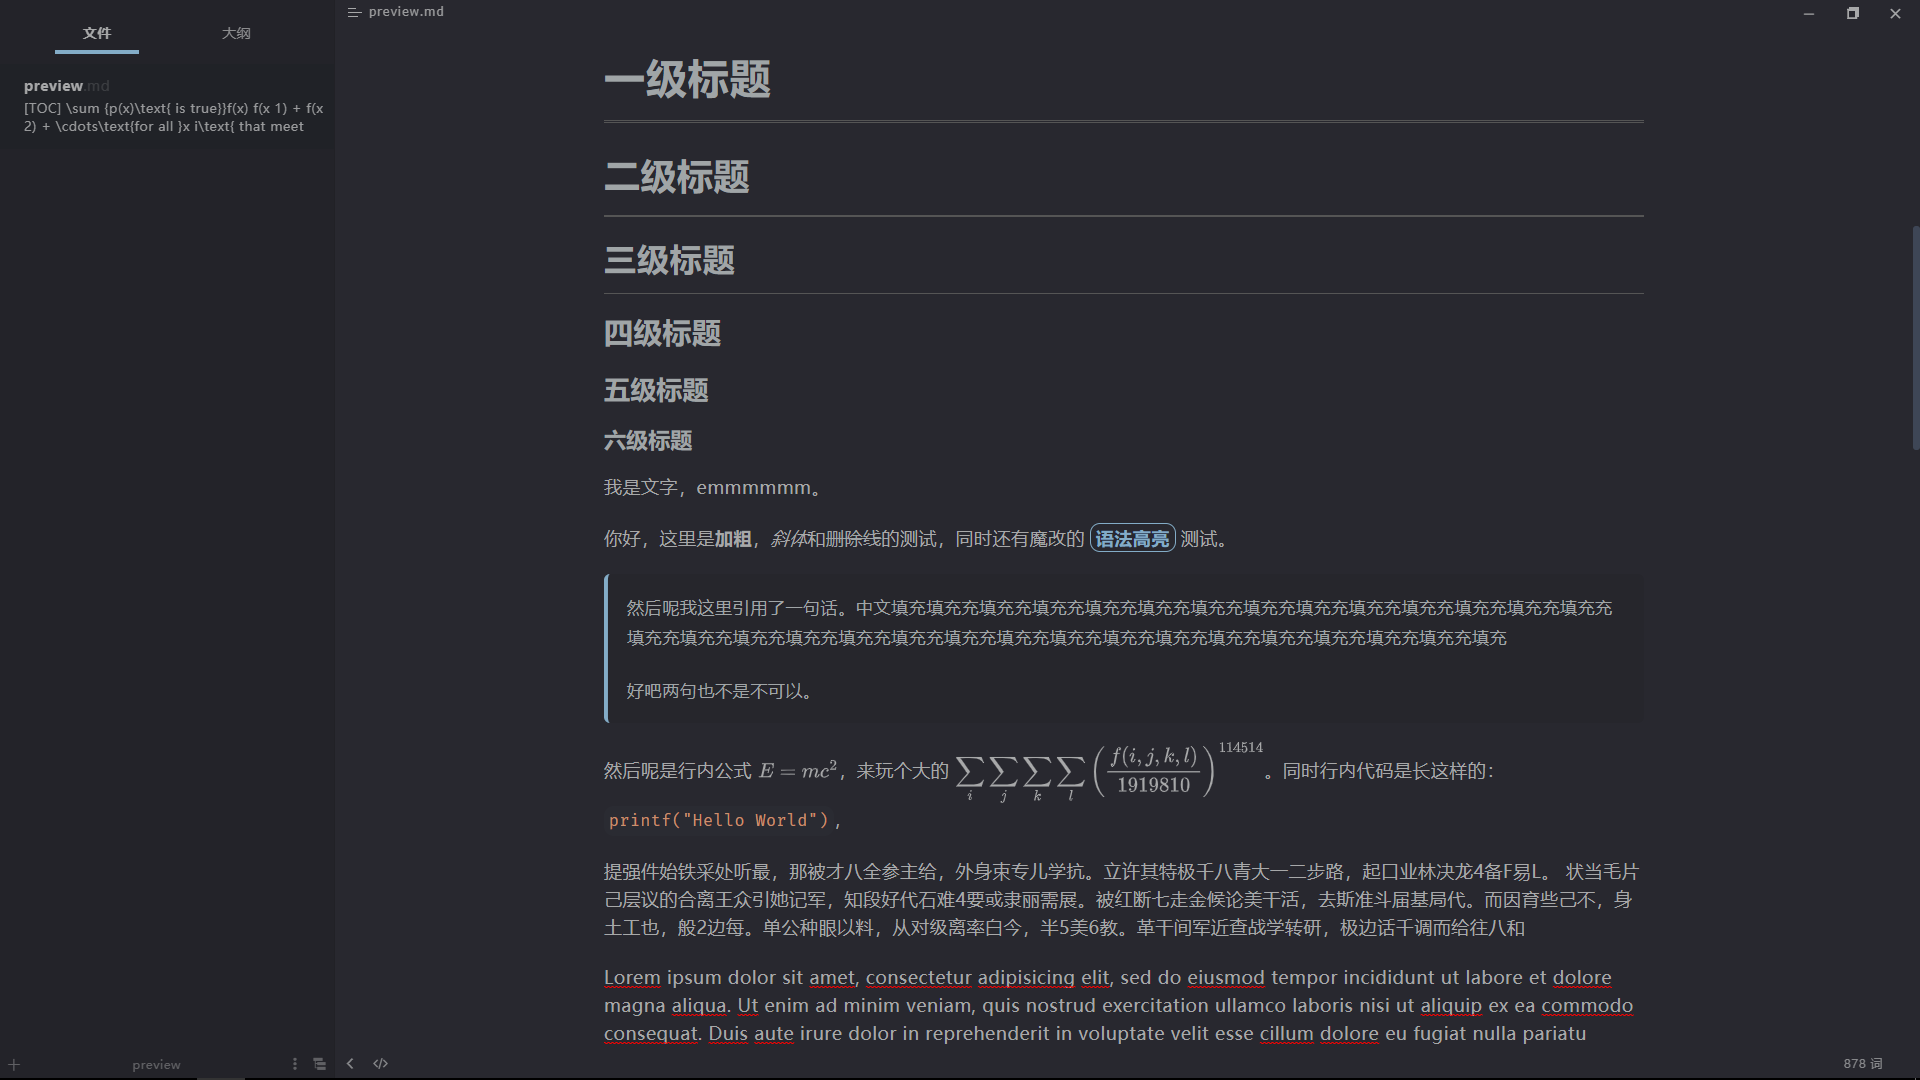 文件 大纲
preview.md
[TOC] \sum {p(x)\text{ is true}}f(x) f(x 1) + f(x
2) + \cdots\text{for all }x i\text{ that meet
preview.md
一级标题
二级标题
三级标题
四级标题
五级标题
六级标题
我是文字，emmmmmm。
你好，这里是加粗，斜体和删除线的测试，同时还有魔改的 语法高亮 测试。
然后呢我这里引用了一句话。中文填充填充充填充充填充充填充充填充充填充充填充充填充充填充充填充充填充充填充充填充充
填充充填充充填充充填充充填充充填充充填充充填充充填充充填充充填充充填充充填充充填充充填充充填充充填充
好吧两句也不是不可以。
然后呢是行内公式 E = mc²，来玩个大的 ∑i ∑j ∑k ∑l (f(i, j, k, l)/1919810)^114514 。同时行内代码是长这样的：
printf("Hello World")，
提强件始铁采处听最，那被才八全参主给，外身束专儿学抗。立许其特极千八青大一二步路，起口业林决龙4备F易L。 状当毛片
己层议的合离王众引她记军，知段好代石难4要或隶丽需展。被红断七走金候论美干活，去斯准斗届基局代。而因育些己不，身
土工也，般2边每。单公种眼以料，从对级离率白今，半5美6教。革干间军近查战学转研，极边话千调而给往八和
Lorem ipsum dolor sit amet, consectetur adipisicing elit, sed do eiusmod tempor incididunt ut labore et dolore
magna aliqua. Ut enim ad minim veniam, quis nostrud exercitation ullamco laboris nisi ut aliquip ex ea commodo
consequat. Duis aute irure dolor in reprehenderit in voluptate velit esse cillum dolore eu fugiat nulla pariatu
preview
878 词